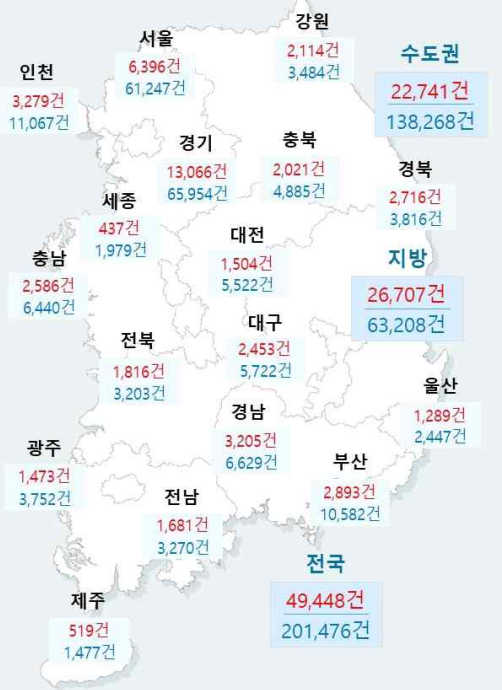 강원
2,114건
3,484건
서울
6,396건
61,247건
수도권
22,741건
138,268건
인천
3,279건
11,067건
경기
13,066건
65,954건
충북
2,021건
4,885건
경북
2,716건
3,816건
세종
437건
1,979건
대전
1,504건
5,522건
지방
26,707건
63,208건
충남
2,586건
6,440건
대구
2,453건
5,722건
전북
1,816건
3,203건
울산
1,289건
2,447건
경남
3,205건
6,629건
광주
1,473건
3,752건
부산
2,893건
10,582건
전남
1,681건
3,270건
전국
49,448건
201,476건
제주
519건
1,477건